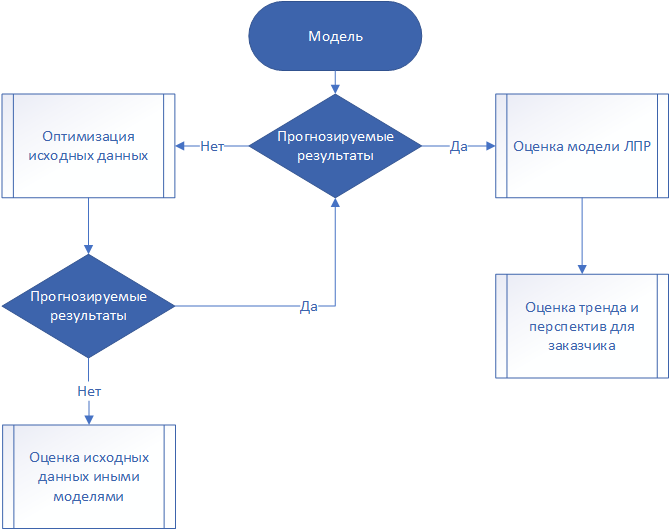 Модель
Прогнозируемые
результаты
Нет
Да
Оптимизация
исходных данных
Оценка модели ЛПР
Прогнозируемые
результаты
Да
Оценка тренда и
перспектив для
заказчика
Нет
Оценка исходных
данных иными
моделями